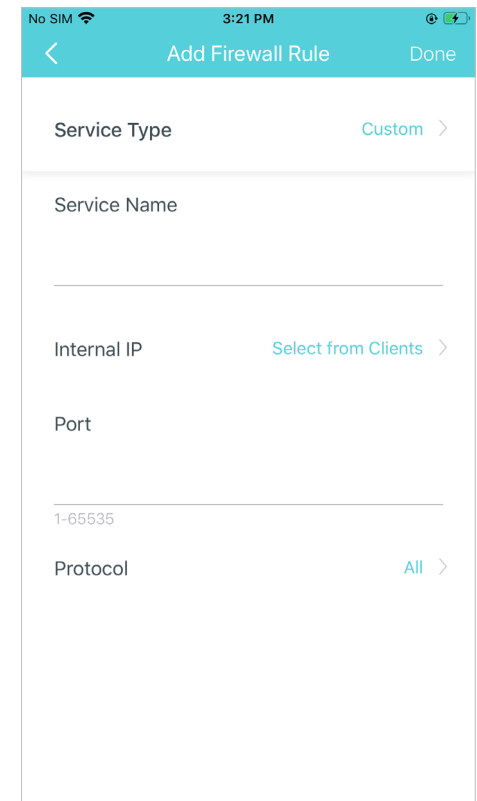 No SIM 3:21 PM
Add Firewall Rule Done
Service Type Custom
Service Name
Internal IP Select from Clients
Port
1-65535
Protocol All